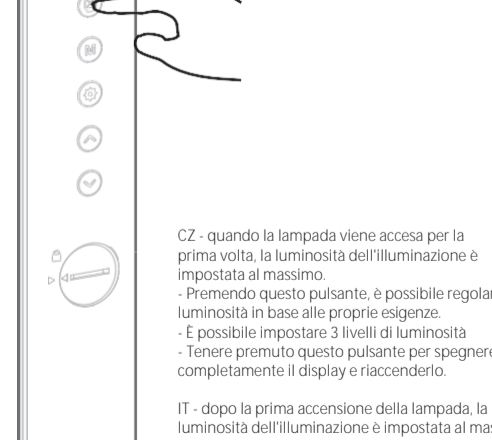 M
CZ - quando la lampada viene accesa per la
prima volta, la luminosità dell'illuminazione è
impostata al massimo.
- Premendo questo pulsante, è possibile regolar
luminosità in base alle proprie esigenze.
- È possibile impostare 3 livelli di luminosità
- Tenere premuto questo pulsante per spegnere
completamente il display e riaccenderlo.
IT - dopo la prima accensione della lampada, la
luminosità dell'illuminazione è impostata al mas